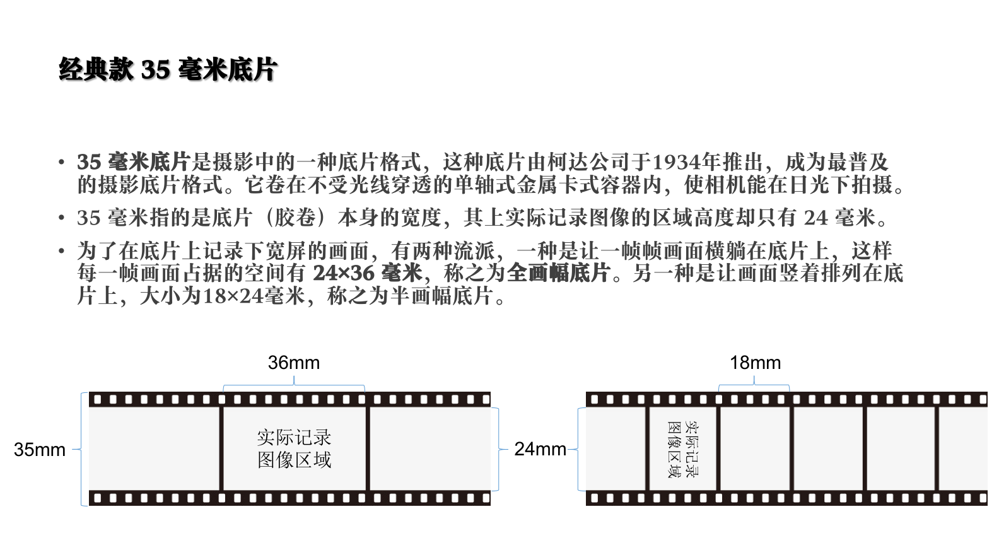 经典款 35 毫米底片
• 35 毫米底片是摄影中的一种底片格式，这种底片由柯达公司于1934年推出，成为最普及
的摄影底片格式。它卷在不受光线穿透的单轴式金属卡式容器内，使相机能在日光下拍摄。
• 35 毫米指的是底片（胶卷）本身的宽度，其上实际记录图像的区域高度却只有 24 毫米。
• 为了在底片上记录下宽屏的画面，有两种流派，一种是让一帧帧画面横躺在底片上，这样
每一帧画面占据的空间有 24×36 毫米，称之为全画幅底片。另一种是让画面竖着排列在底
片上，大小为18×24毫米，称之为半画幅底片。
36mm
18mm
35mm
实际记录
图像区域
24mm
实际记录
图像区域